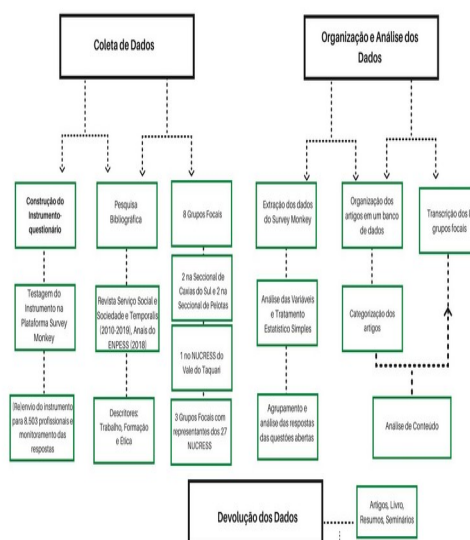 Coleta de Dados
Organização e Análise dos
Dados
Construção do
Instrumento-
questionário
Pesquisa
Bibliográfica
8 Grupos Focais
Extração dos dados
do Survey Monkey
Organização dos
artigos em um banco
de dados
Transcrição dos 8
grupos focais
Testagem do
Instrumento na
Plataforma Survey
Monkey
Revista Serviço Social e
Sociedade e Temporalis
(2010-2019), Anais do
ENPESS (2018)
2 na Seccional de
Caxias do Sul e 2 na
Seccional de Pelotas
Análise das Variáveis
e Tratamento
Estatístico Simples
Categorização dos
artigos
1 no NUCRESS do
Vale do Taquari
(Re)envio do instrumento
para 8.503 profissionais e
monitoramento das
respostas
Descritores:
Trabalho, Formação e
Ética
3 Grupos Focais com
representantes dos 27
NUCRESS
Agrupamento e
análise das respostas
das questões abertas
Análise de Conteúdo
Devolução dos Dados
Artigos, Livro,
Resumos, Seminários